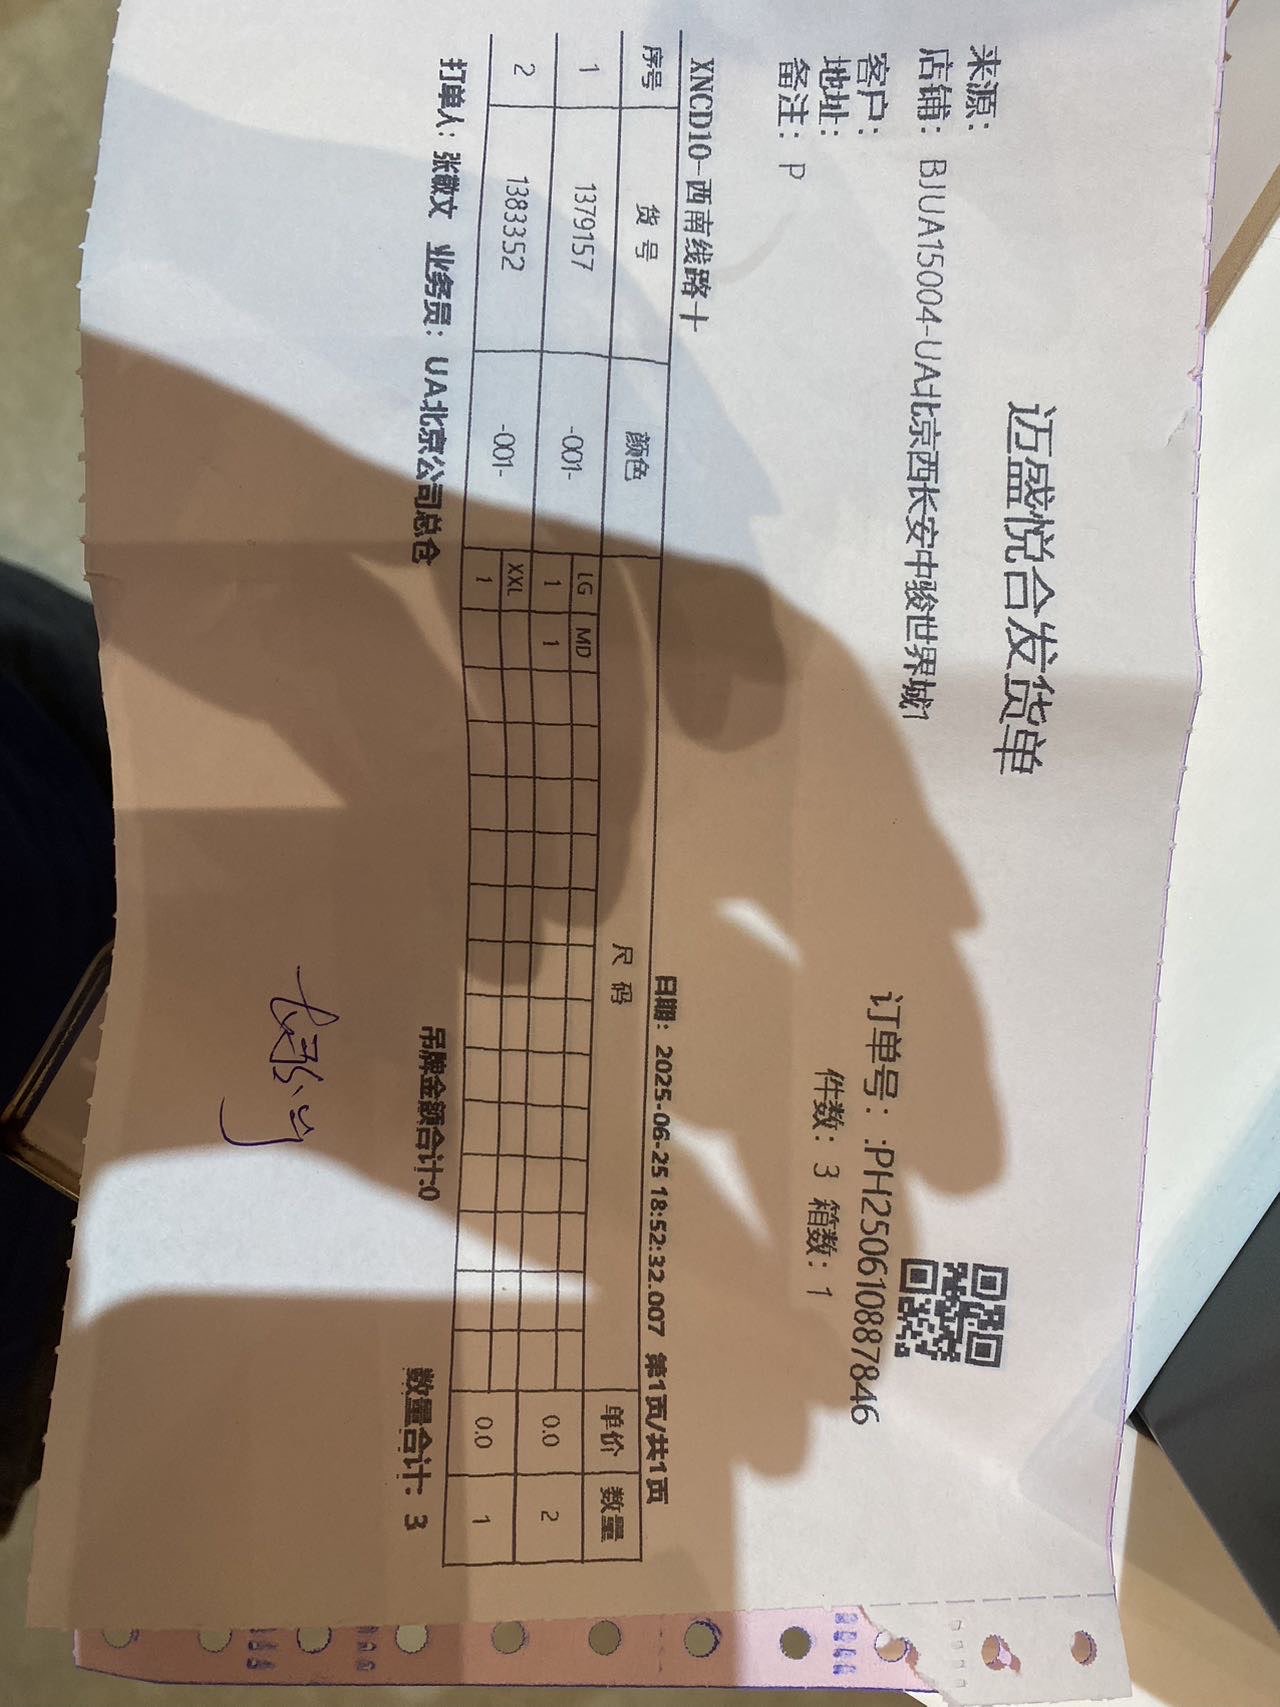 迈盛悦合发货单
来源:
店铺: BJUA15004-UA北京西长安中骏世界城1
客户:
订单号: :PH250610887846
地址:
件数: 3 箱数: 1
备注: P
XNCD10-西南线路十
日期: 2025-06-25 18:52:32.007 第1页/共1页
序号 货号 颜色 尺码 单价 数量
1 1379157 -001- LG MD 0.0 2
1 1
2 1383352 -001- XXL 0.0 1
1
打单人: 张敬文 业务员: UA北京公司总仓 吊牌金额合计:0 数量合计: 3